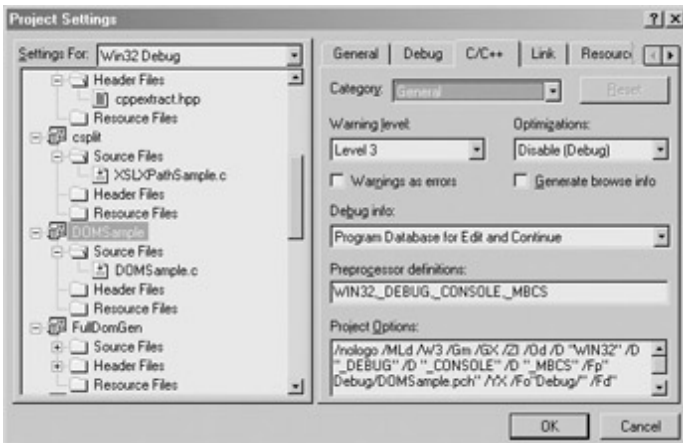 Project Settings
Settings For: Win32 Debug
Header Files
cppextract.hpp
Resource Files
csplit
Source Files
XSLXPathSample.c
Header Files
Resource Files
DOMSample
Source Files
DOMSample.c
Header Files
Resource Files
FullDomGen
Source Files
Header Files
Resource Files
General Debug C/C++ Link Resourc
Category: General Reset
Warning level: Optimizations:
Level 3 Disable (Debug)
Warnings as errors Generate browse info
Debug info:
Program Database for Edit and Continue
Preprocessor definitions:
WIN32,_DEBUG,_CONSOLE,_MBCS
Project Options:
/nologo /MLd /W3 /Gm /GX /ZI /Od /D "WIN32" /D
"_DEBUG" /D "_CONSOLE" /D "_MBCS" /Fp"
Debug/DOMSample.pch" /YX /Fo"Debug/" /Fd"
OK Cancel